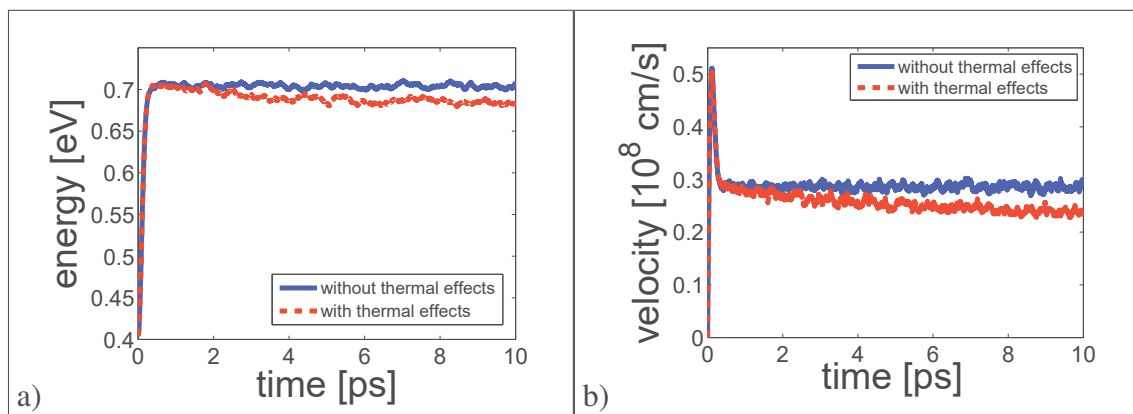 energy [eV]
0.7
0.65
0.6
0.55
0.5
0.45
0.4
0 2 4 6 8 10
time [ps]
without thermal effects
with thermal effects
a)
velocity [10^8 cm/s]
0.5
0.4
0.3
0.2
0.1
0
0 2 4 6 8 10
time [ps]
without thermal effects
with thermal effects
b)